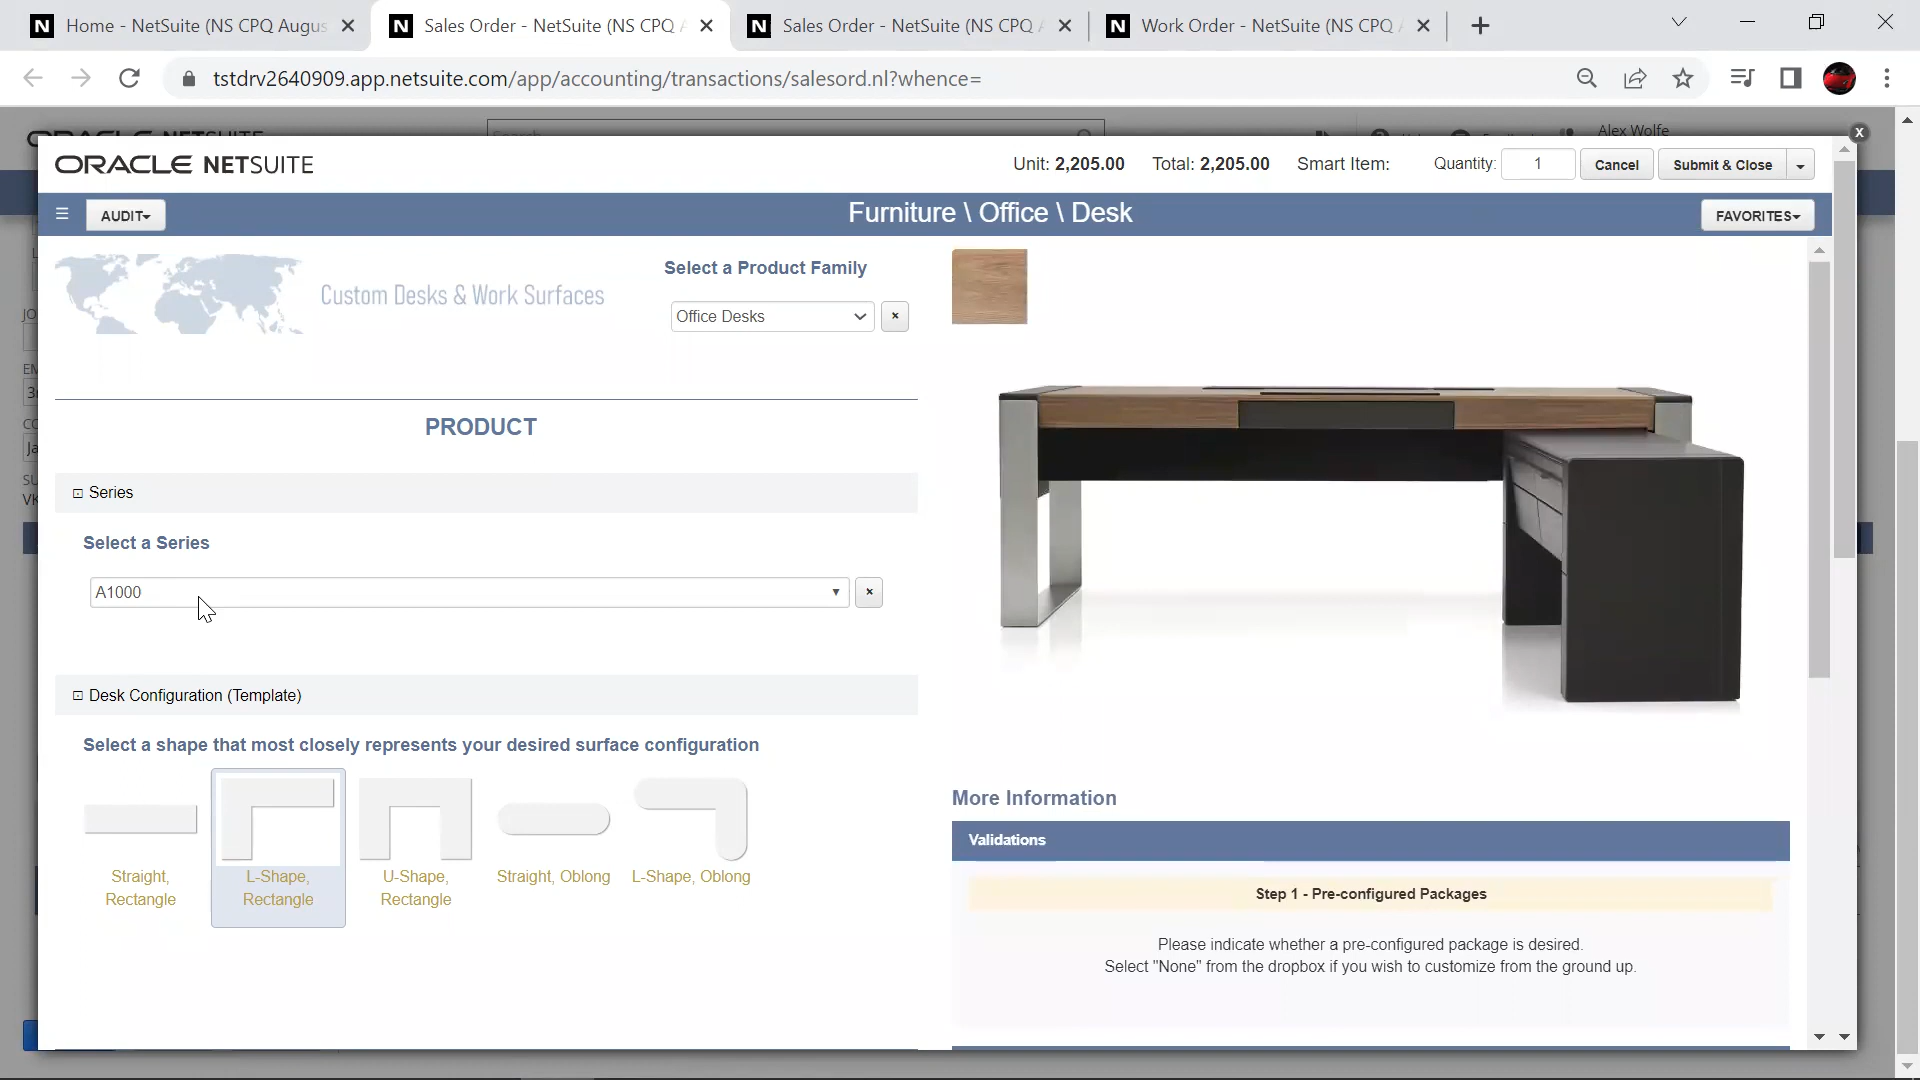 Home - NetSuite (NS CPQ Augus
Sales Order - NetSuite (NS CPQ A
Sales Order - NetSuite (NS CPQ A
Work Order - NetSuite (NS CPQ A
tstdrv2640909.app.netsuite.com/app/accounting/transactions/salesord.nl?whence=
Alex Wolfe
ORACLE NETSUITE
Unit: 2,205.00
Total: 2,205.00
Smart Item:
Quantity: 1
Cancel
Submit & Close
AUDIT
Furniture \ Office \ Desk
FAVORITES
Custom Desks & Work Surfaces
Select a Product Family
Office Desks
PRODUCT
Series
Select a Series
A1000
Desk Configuration (Template)
Select a shape that most closely represents your desired surface configuration
Straight,
Rectangle
L-Shape,
Rectangle
U-Shape,
Rectangle
Straight, Oblong
L-Shape, Oblong
More Information
Validations
Step 1 - Pre-configured Packages
Please indicate whether a pre-configured package is desired.
Select "None" from the dropbox if you wish to customize from the ground up.